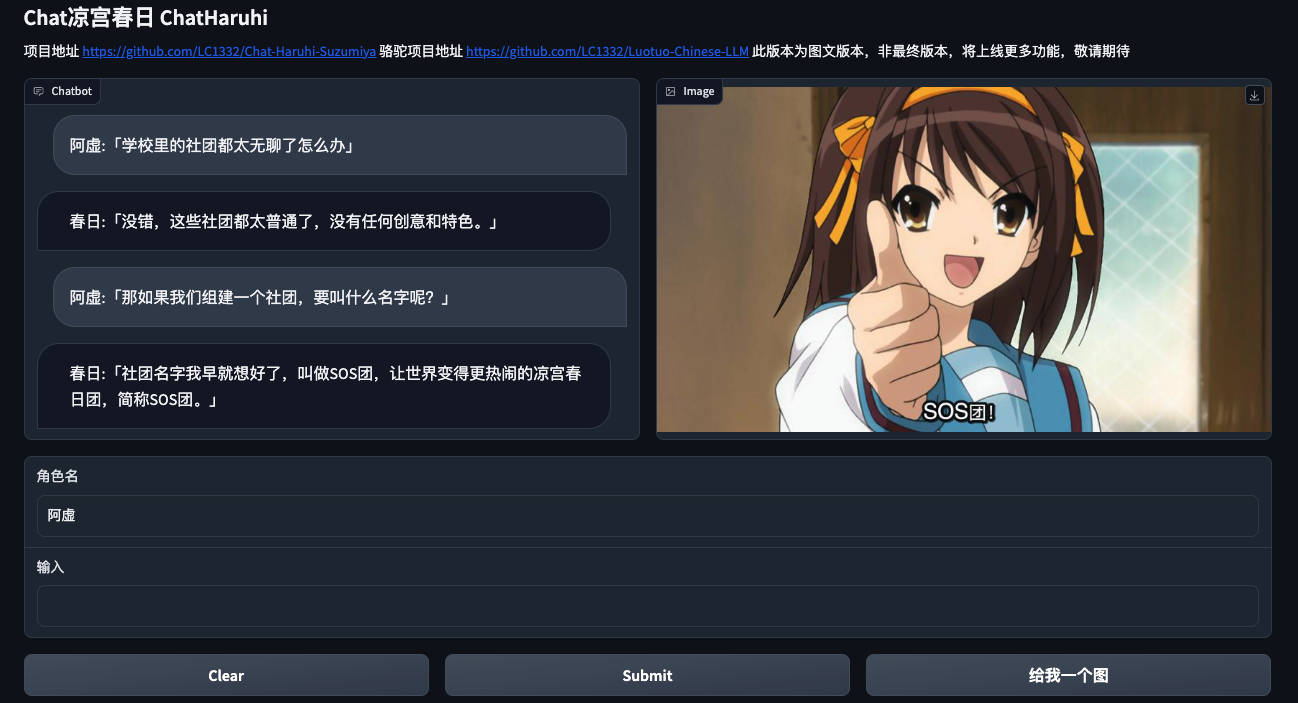 Chat凉宫春日 ChatHaruhi
项目地址 https://github.com/LC1332/Chat-Haruhi-Suzumiya 骆驼项目地址 https://github.com/LC1332/Luotuo-Chinese-LLM 此版本为图文版本，非最终版本，将上线更多功能，敬请期待
Chatbot
阿虚:「学校里的社团都太无聊了怎么办」
春日:「没错，这些社团都太普通了，没有任何创意和特色。」
阿虚:「那如果我们组建一个社团，要叫什么名字呢？」
春日:「社团名字我早就想好了，叫做SOS团，让世界变得更热闹的凉宫春
日团，简称SOS团。」
Image
SOS团!
角色名
阿虚
输入
Clear
Submit
给我一个图